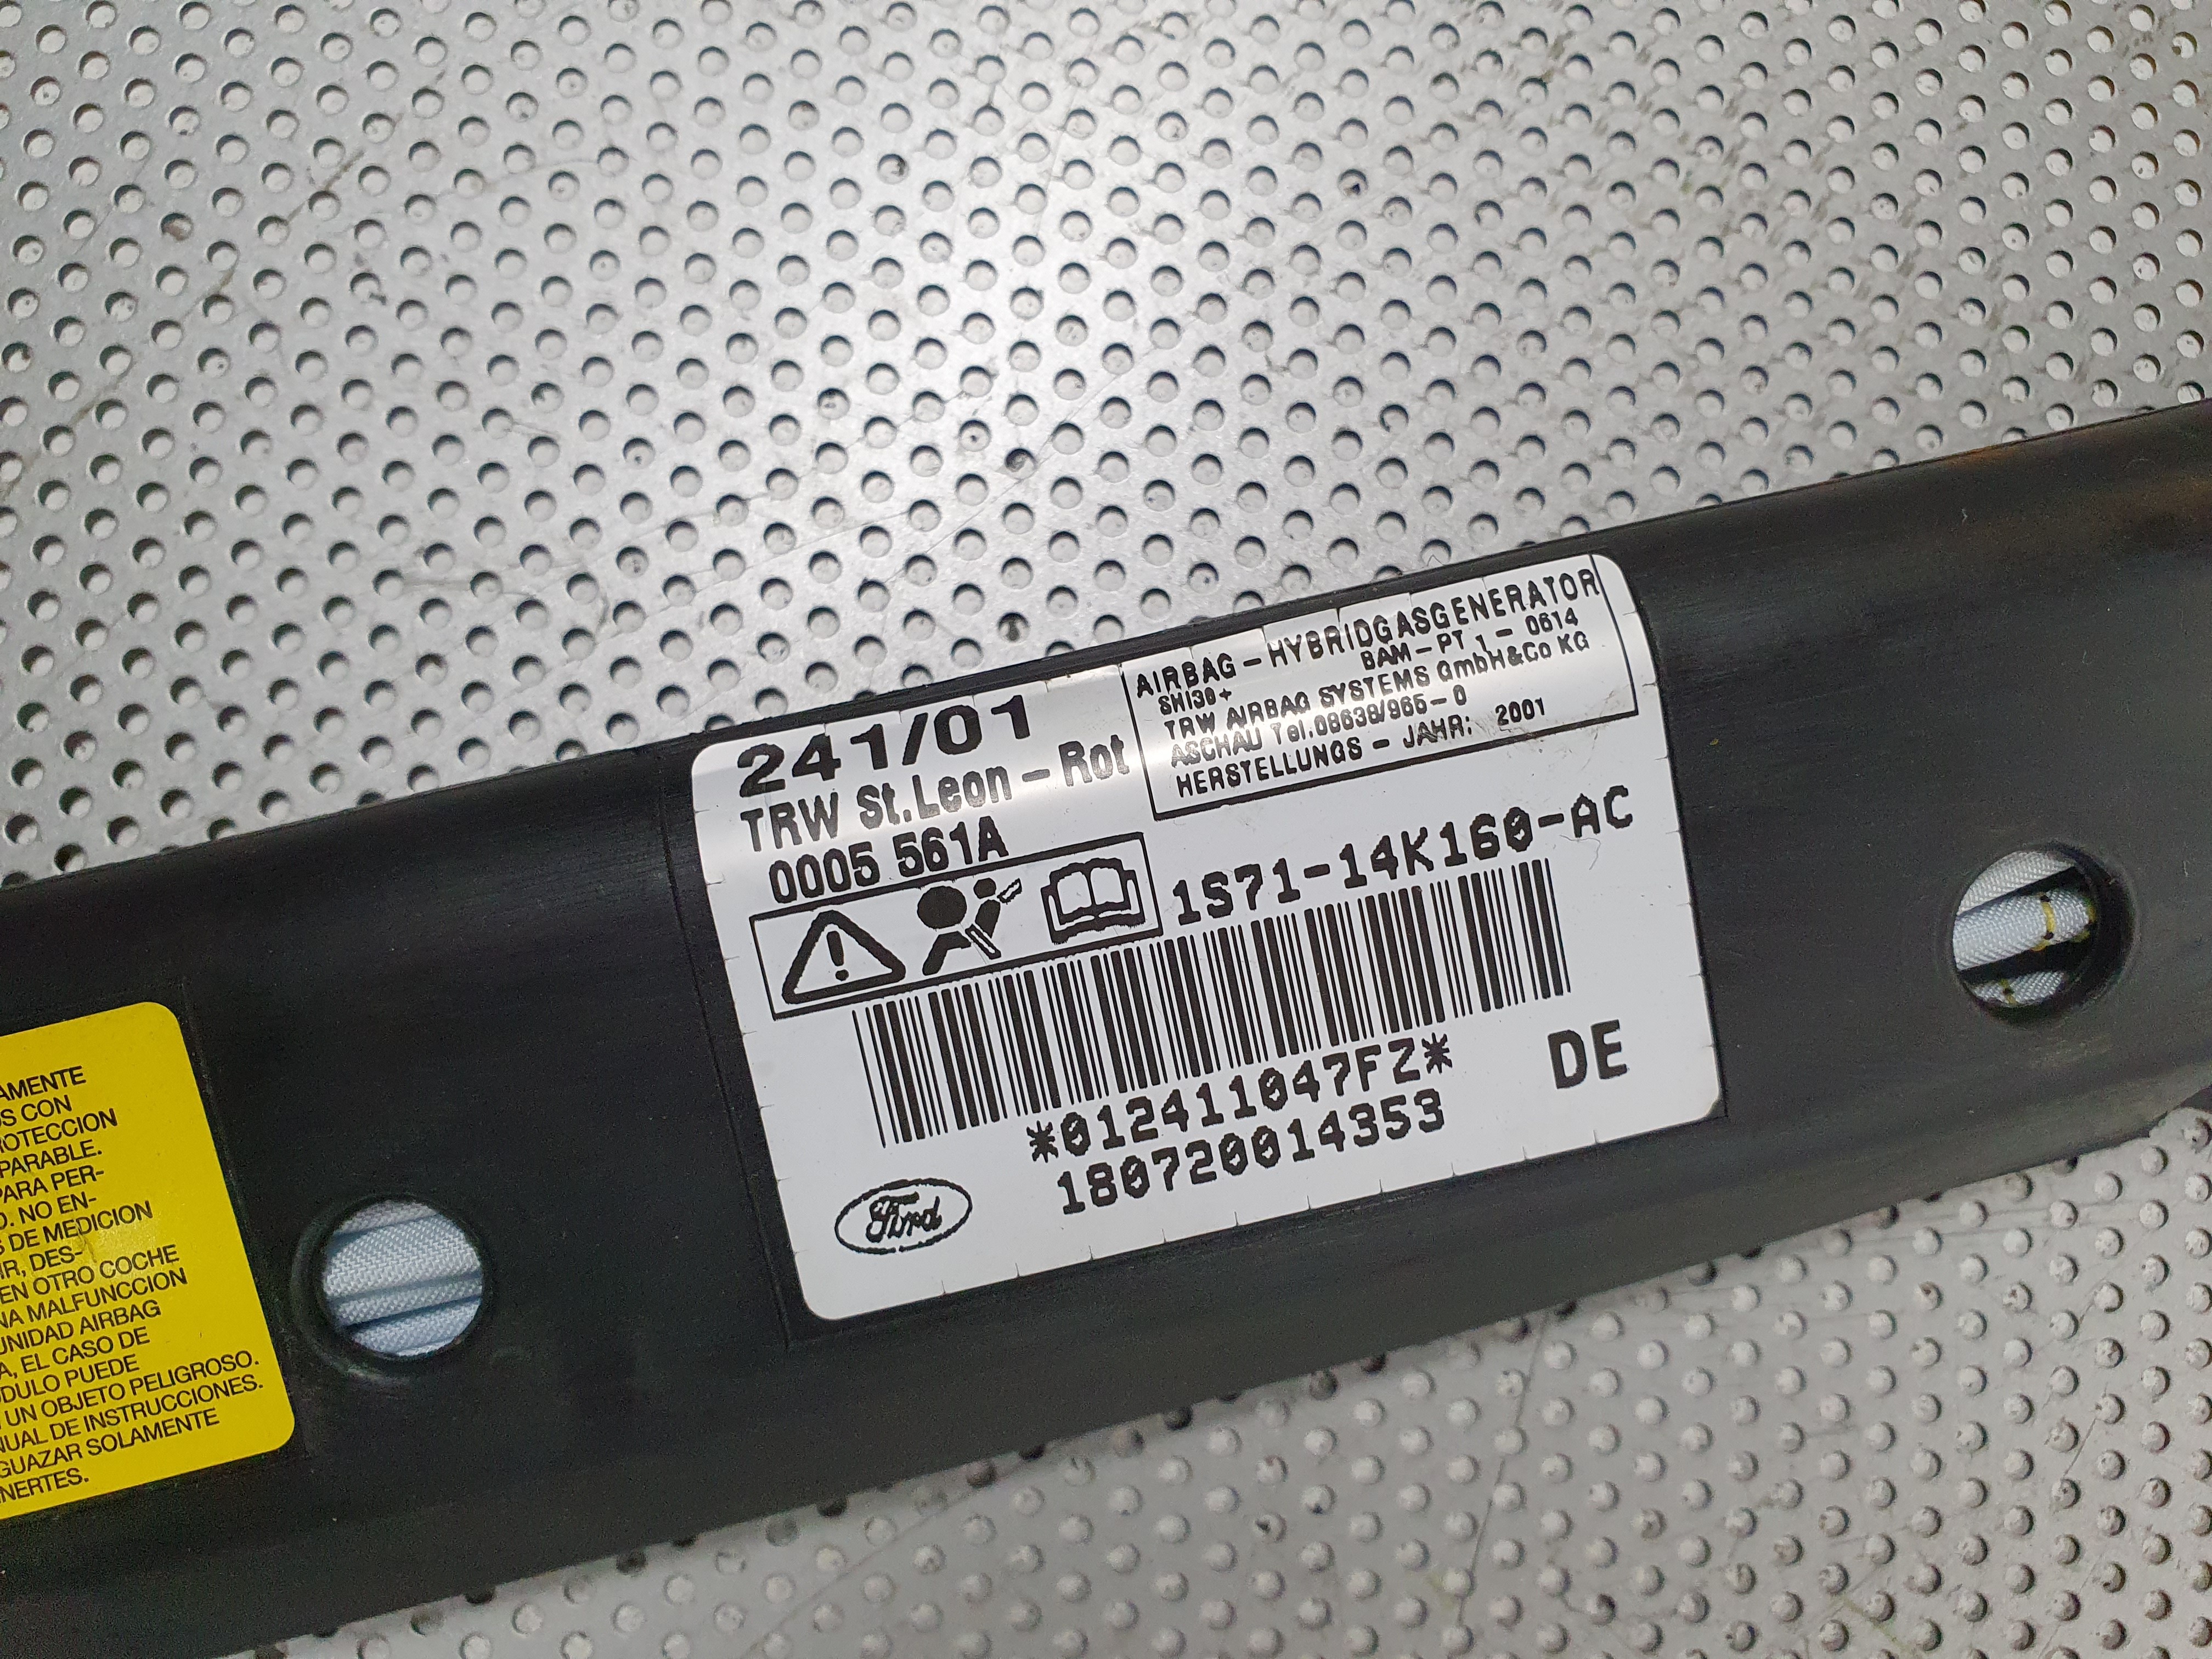 241/01
TRW St.Leon-Rot
0005 561A
AIRBAG-HYBRIDGASGENERATOR
SHI30+ BAM-PT 1-0614
TRW AIRBAG SYSTEMS GmbH&Co KG
ASCHAU Tel.08638/965-0
HERSTELLUNGS-JAHR: 2001
1S71-14K160-AC
*012411047FZ*
180720014353
DE
Ford
AMENTE
S CON
ROTECCION
PARABLE.
PARA PER-
O. NO EN-
S DE MEDICION
IR, DES-
EN OTRO COCHE
NA MALFUNCCION
UNIDAD AIRBAG
A, EL CASO DE
DULO PUEDE
UN OBJETO PELIGROSO.
NUAL DE INSTRUCCIONES.
GUAZAR SOLAMENTE
NERTES.